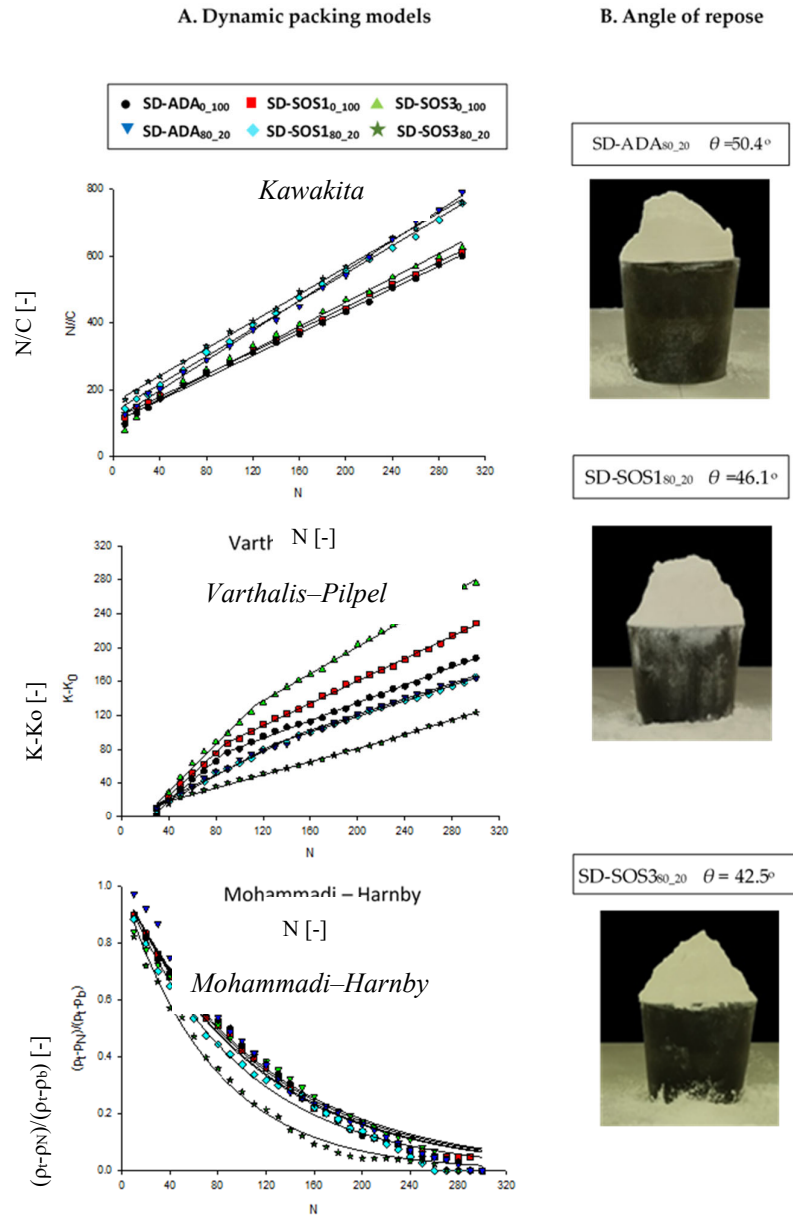 A. Dynamic packing models
B. Angle of repose
SD-ADA0_100 SD-SOS10_100 SD-SOS30_100
SD-ADA80_20 SD-SOS180_20 SD-SOS380_20
SD-ADA80_20 θ =50.4o
Kawakita
N/C [-]
N//C
800
600
400
200
0
0 40 80 120 160 200 240 280 320
N
SD-SOS180_20 θ =46.1o
N [-]
Varthalis–Pilpel
K-Ko [-]
K-K0
320
280
240
200
160
120
80
40
0
0 40 80 120 160 200 240 280 320
N
SD-SOS380_20 θ = 42.5o
Mohammadi – Harnby
N [-]
Mohammadi–Harnby
(ρt-ρN)/(ρt-ρb) [-]
(ρt-ρN)/(ρt-ρb)
1.0
0.8
0.6
0.4
0.2
0.0
0 40 80 120 160 200 240 280 320
N